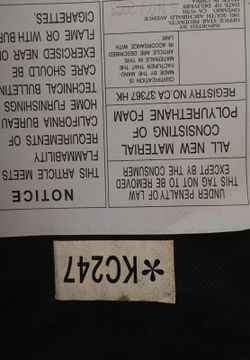 *KC247
NOTICE
THIS ARTICLE MEETS
FLAMMABILITY
REQUIREMENTS OF
CALIFORNIA BUREAU
HOME FURNISHINGS
TECHNICAL BULLETIN
CARE SHOULD BE
EXERCISED NEAR OP
FLAME OR WITH BUR
CIGARETTES.
UNDER PENALTY OF LAW
THIS TAG NOT TO BE REMOVED
EXCEPT BY THE CONSUMER
ALL NEW MATERIAL
CONSISTING OF
POLYURETHANE FOAM
REGISTRY NO. CA 37367 HK
CERTIFICATION IS
MADE BY THE MANU-
FACTURER THAT THE
MATERIALS IN THIS
ARTICLE ARE DESCRIBED
IN ACCORDANCE WITH
OFFICE STAR PRODUCTS
1901 SOUTH ARCHIBALD AVENUE
ONTARIO, CA 91761
DATE OF DELIVERY